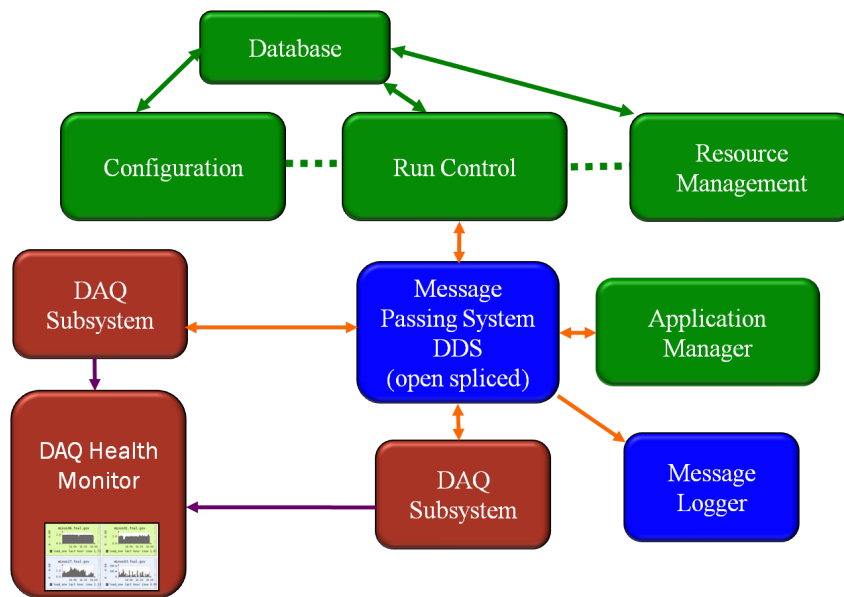 Database
Configuration
Run Control
Resource
Management
DAQ
Subsystem
Message
Passing System
DDS
(open spliced)
Application
Manager
DAQ Health
Monitor
DAQ
Subsystem
Message
Logger